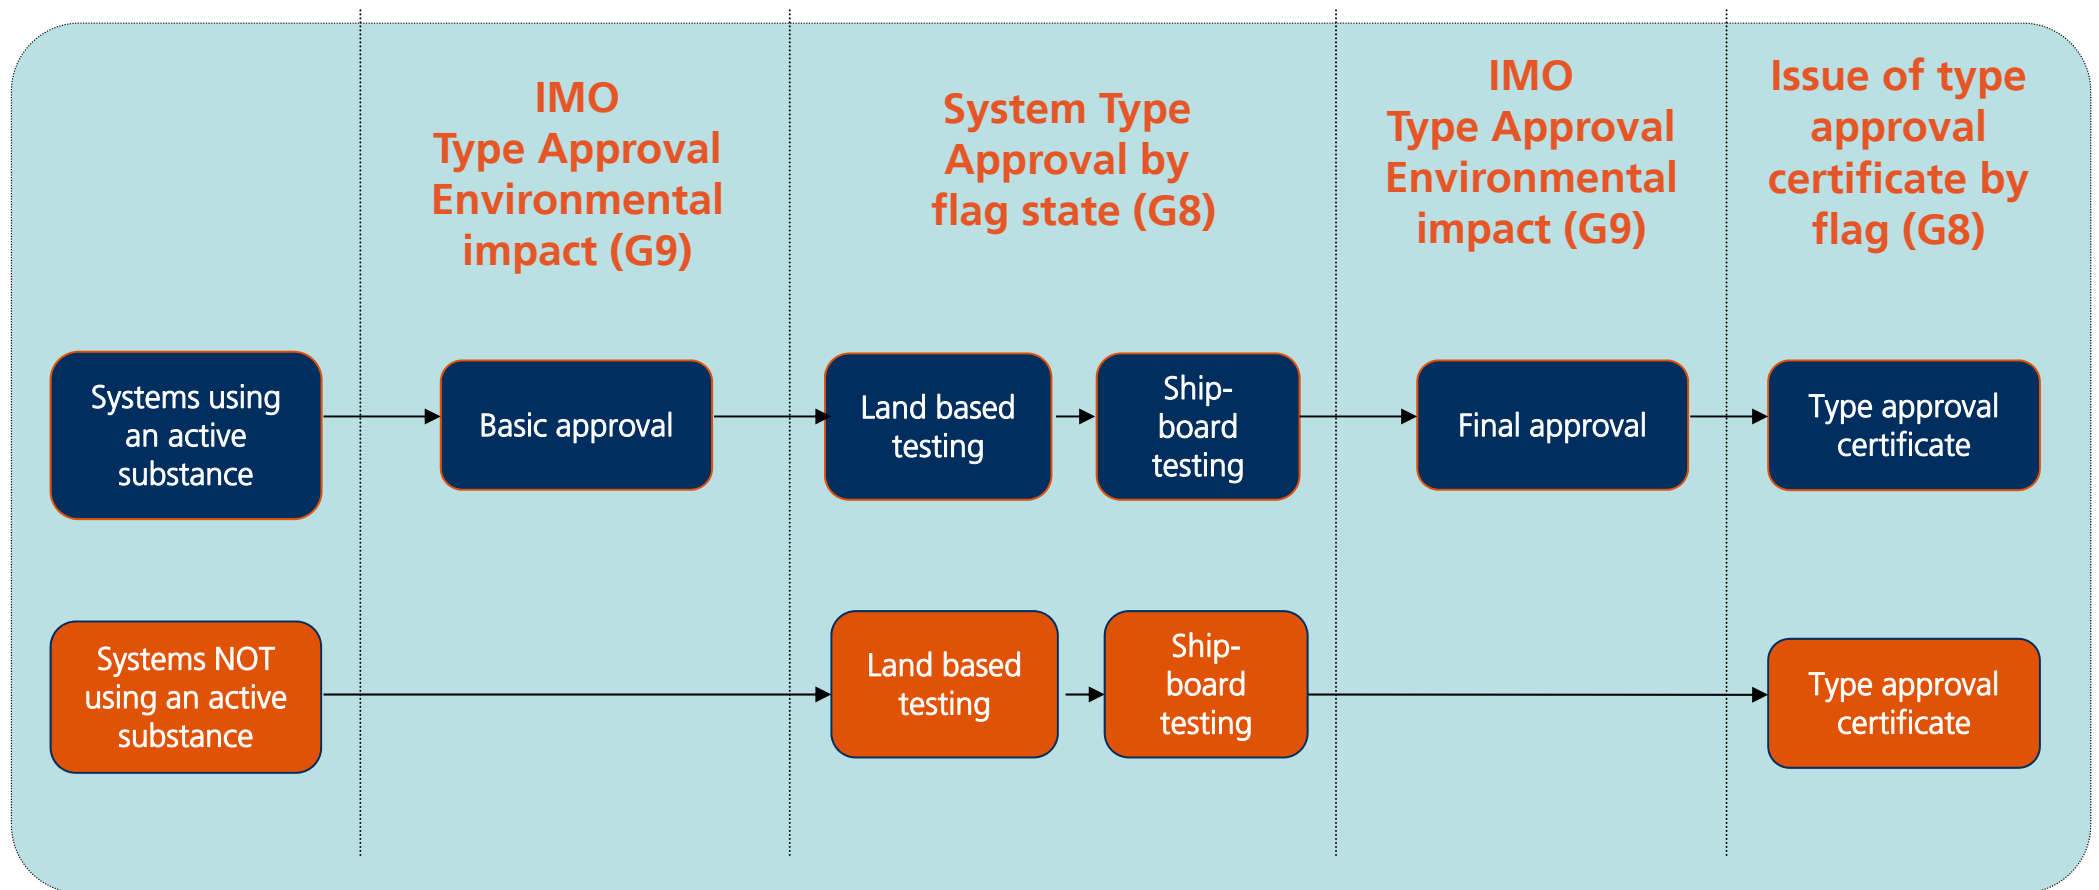 IMO
Type Approval
Environmental
impact (G9)
System Type
Approval by
flag state (G8)
IMO
Type Approval
Environmental
impact (G9)
Issue of type
approval
certificate by
flag (G8)
Systems using
an active
substance
Basic approval
Land based
testing
Ship-
board
testing
Final approval
Type approval
certificate
Systems NOT
using an active
substance
Land based
testing
Ship-
board
testing
Type approval
certificate